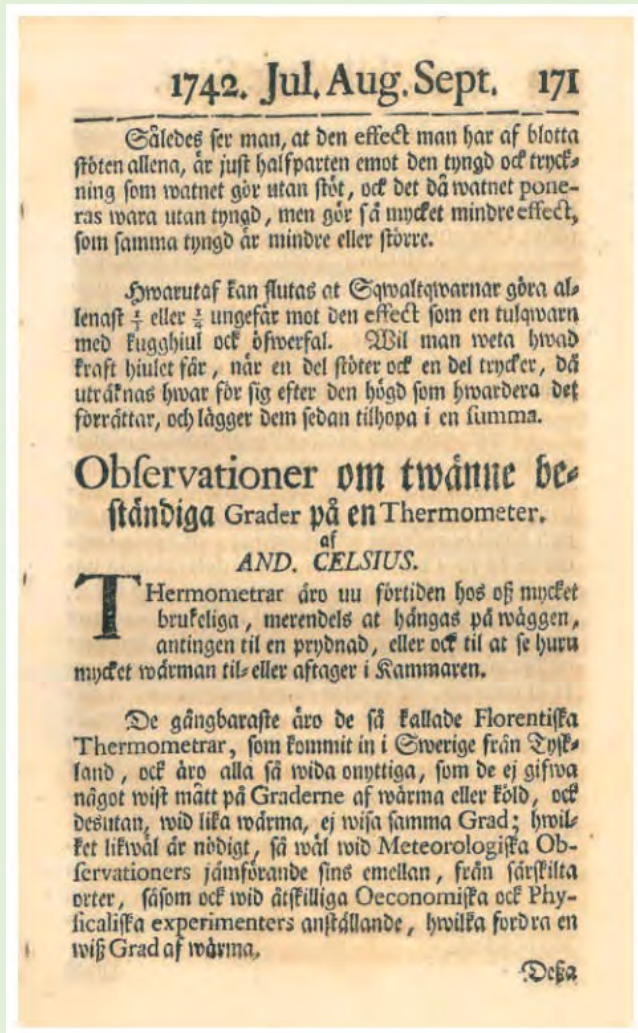 1742. Jul. Aug. Sept. 171
Således ser man, at den effect man har af blotta
stöten allena, är just halfparten emot den tyngd ock tryck-
ning som watnet gör utan stöt, ock det då watnet pone-
ras wara utan tyngd, men gör så mycket mindre effect,
som samma tyngd är mindre eller större.
Hwarutaf kan slutas at Sqwaltqwarnar göra al-
lenast eller ungefär mot den effect som en tulqwarn
med kugghiul ock öfwerfal. Wil man weta hwad
kraft hiulet får, når en del stöter ock en del trycker, då
uträknas hwar för sig efter den högd som hwardera det
förrättar, och lägger dem sedan tilhopa i en summa.
Observationer om twänne be-
ständiga Grader på en Thermometer.
af
AND. CELSIUS.
THermometrar äro uu förtiden hos oß mycket
brukeliga, merendels at hängas på wäggen,
antingen til en prydnad, eller ock til at se huru
mycket wärman til- eller aftager i Kammaren.
De gångbaraste äro de så kallade Florentiska
Thermometrar, som kommit in i Swerige från Tysk-
land, ock äro alla så wida onyttiga, som de ej gifwa
något wist mått på Graderne af wärma eller köld, ock
desutan, wid lika wärma, ej wisa samma Grad; hwil-
ket likwäl är nödigt, så wäl wid Meteorologiska Ob-
servationers jämförande sins emellan, från särskilta
orter, såsom ock wid åtskilliga Oeconomiska ock Phy-
sicaliska experimenters anställande, hwilka fordra en
wiß Grad af wärma.
Deßa